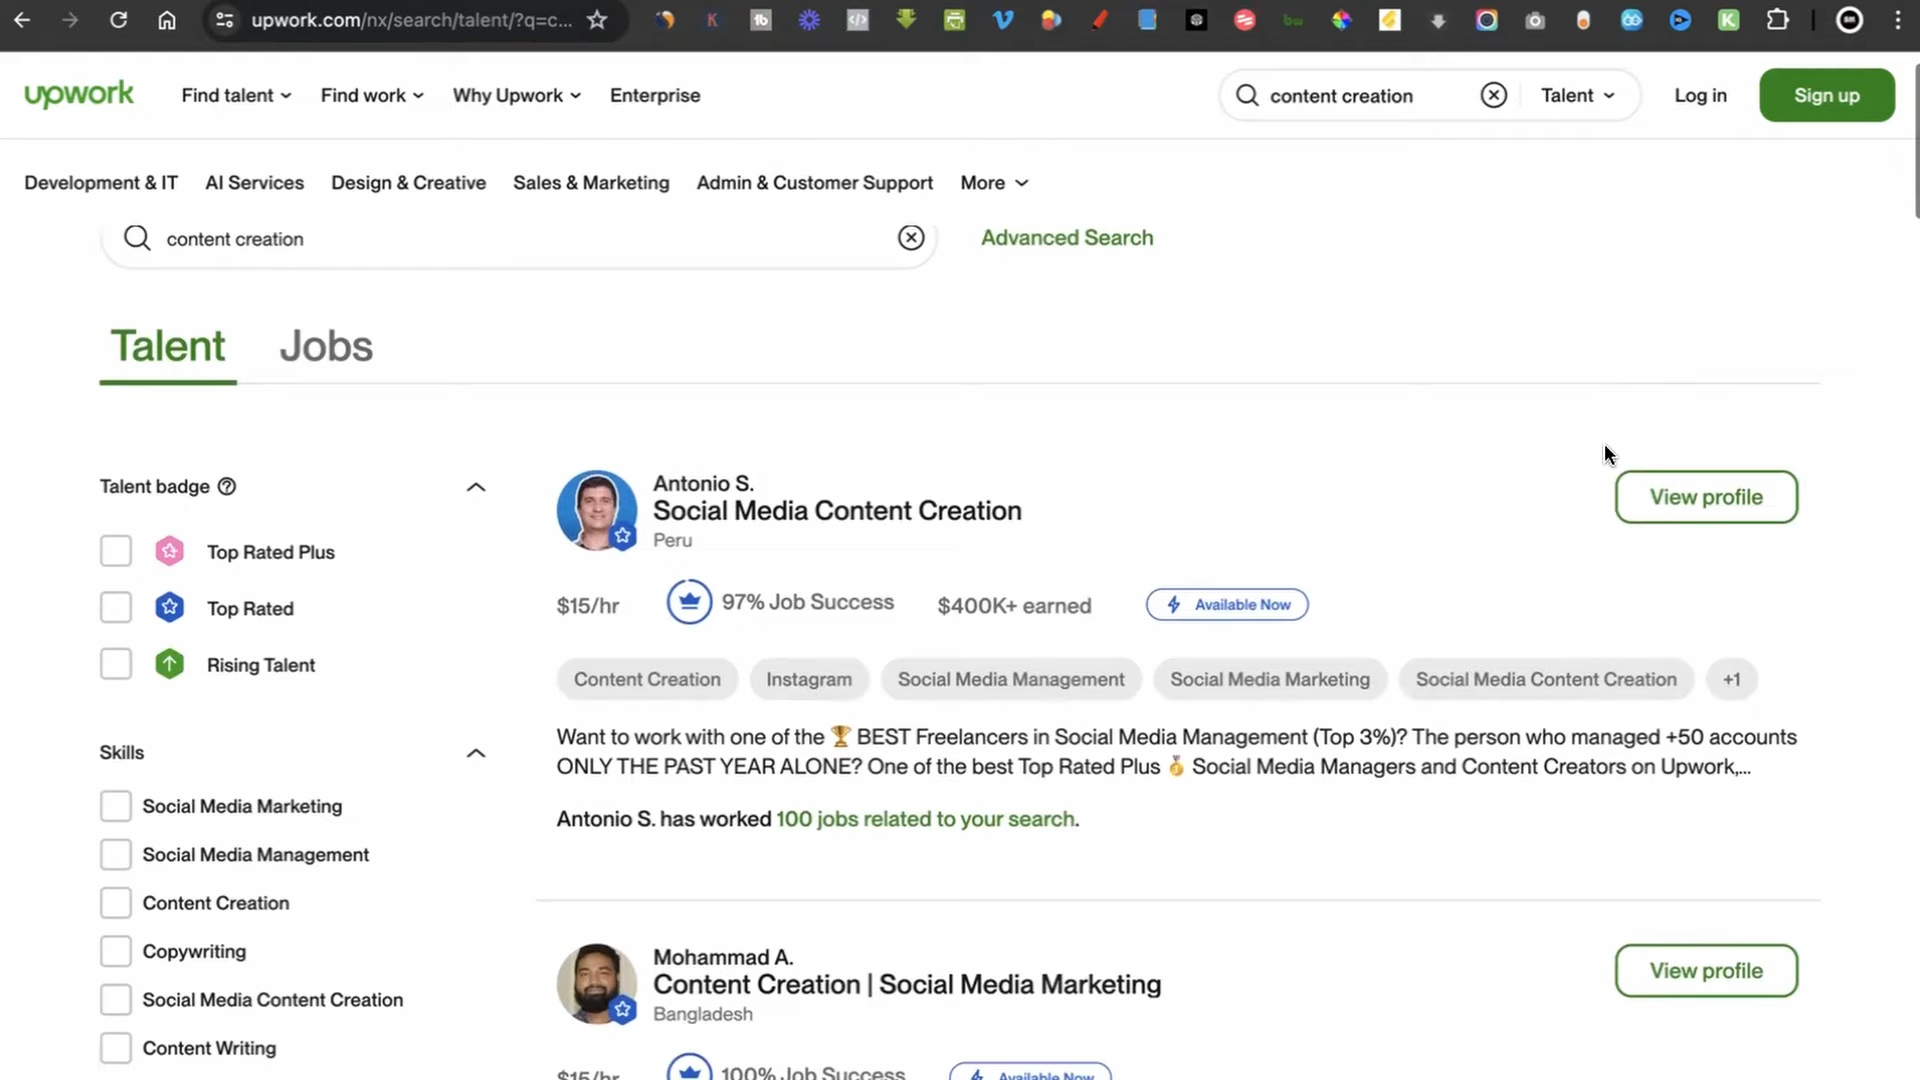 upwork.com/nx/search/talent/?q=c...
upwork
Find talent
Find work
Why Upwork
Enterprise
content creation
Talent
Log in
Sign up
Development & IT
AI Services
Design & Creative
Sales & Marketing
Admin & Customer Support
More
content creation
Advanced Search
Talent
Jobs
Talent badge
Top Rated Plus
Top Rated
Rising Talent
Skills
Social Media Marketing
Social Media Management
Content Creation
Copywriting
Social Media Content Creation
Content Writing
Antonio S.
Social Media Content Creation
Peru
View profile
$15/hr
97% Job Success
$400K+ earned
Available Now
Content Creation
Instagram
Social Media Management
Social Media Marketing
Social Media Content Creation
+1
Want to work with one of the 🏆 BEST Freelancers in Social Media Management (Top 3%)? The person who managed +50 accounts
ONLY THE PAST YEAR ALONE? One of the best Top Rated Plus 🥇 Social Media Managers and Content Creators on Upwork,...
Antonio S. has worked 100 jobs related to your search.
Mohammad A.
Content Creation | Social Media Marketing
Bangladesh
View profile
$15/hr
100% Job Success
Available Now